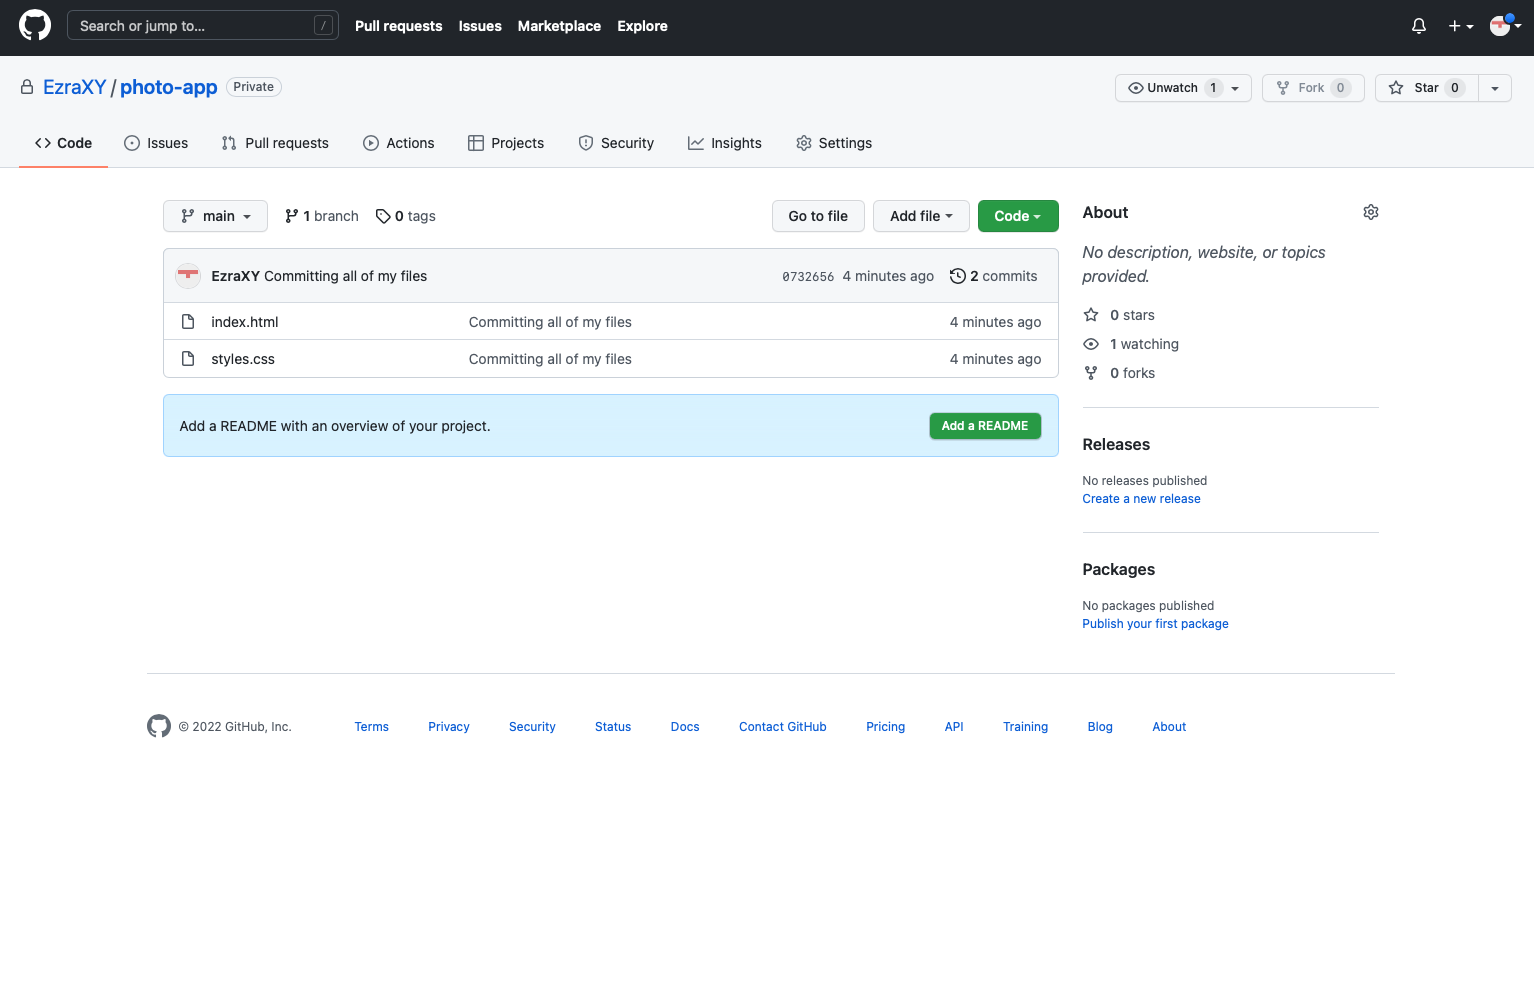 Search or jump to... / Pull requests Issues Marketplace Explore
EzraXY / photo-app Private Unwatch 1 Fork 0 Star 0
Code Issues Pull requests Actions Projects Security Insights Settings
main 1 branch 0 tags Go to file Add file Code
EzraXY Committing all of my files 0732656 4 minutes ago 2 commits
index.html Committing all of my files 4 minutes ago
styles.css Committing all of my files 4 minutes ago
Add a README with an overview of your project. Add a README
About
No description, website, or topics
provided.
0 stars
1 watching
0 forks
Releases
No releases published
Create a new release
Packages
No packages published
Publish your first package
© 2022 GitHub, Inc. Terms Privacy Security Status Docs Contact GitHub Pricing API Training Blog About